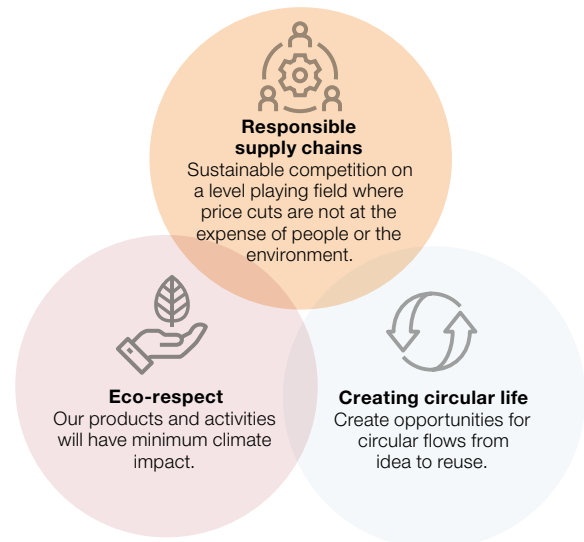 Responsible
supply chains
Sustainable competition on
a level playing field where
price cuts are not at the
expense of people or the
environment.
Eco-respect
Our products and activities
will have minimum climate
impact.
Creating circular life
Create opportunities for
circular flows from
idea to reuse.